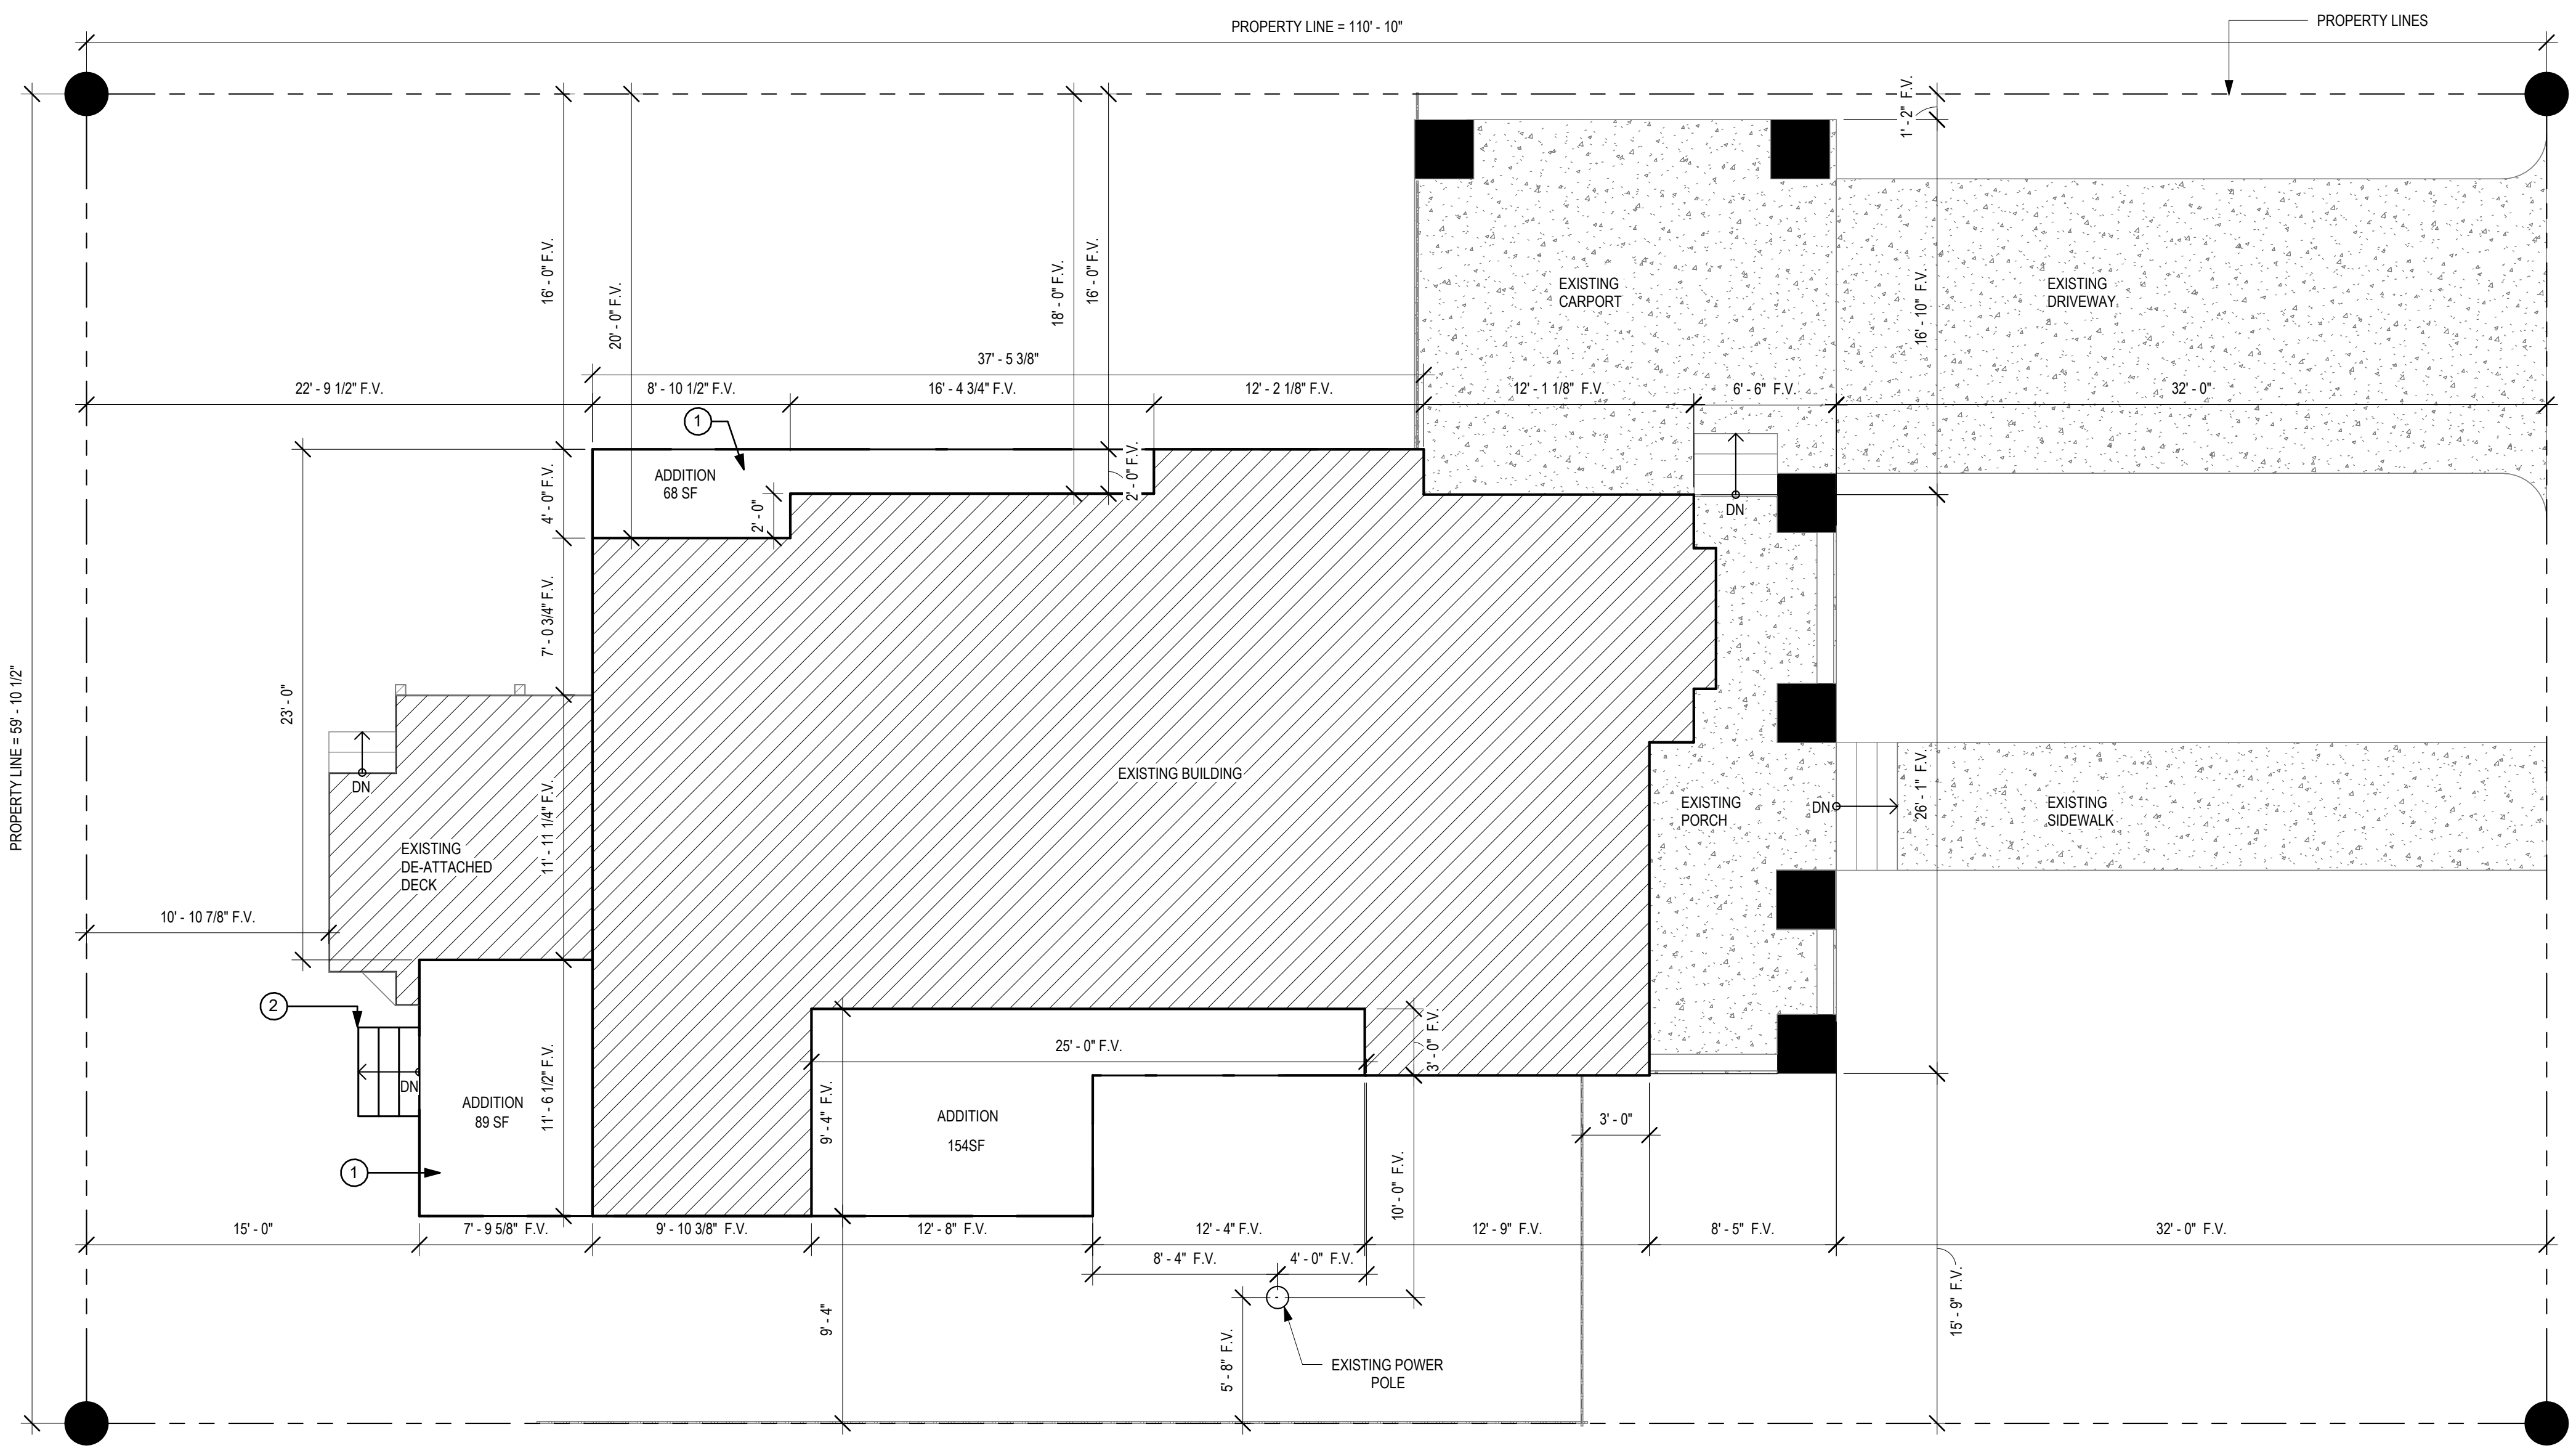 PROPERTY LINE = 110' - 10"
PROPERTY LINES
1' - 2" F.V.
16' - 0" F.V.
20' - 0" F.V.
18' - 0" F.V.
16' - 0" F.V.
EXISTING
CARPORT
16' - 10" F.V.
EXISTING
DRIVEWAY
37' - 5 3/8"
22' - 9 1/2" F.V.
8' - 10 1/2" F.V.
16' - 4 3/4" F.V.
12' - 2 1/8" F.V.
12' - 1 1/8" F.V.
6' - 6" F.V.
32' - 0"
1
ADDITION
68 SF
4' - 0" F.V.
2' - 0"
2' - 0" F.V.
DN
7' - 0 3/4" F.V.
23' - 0"
PROPERTY LINE = 59' - 10 1/2"
DN
EXISTING BUILDING
EXISTING
PORCH
DN
26' - 1" F.V.
EXISTING
SIDEWALK
EXISTING
DE-ATTACHED
DECK
11' - 11 1/4" F.V.
10' - 10 7/8" F.V.
2
DN
25' - 0" F.V.
3' - 0" F.V.
ADDITION
89 SF
11' - 6 1/2" F.V.
9' - 4" F.V.
ADDITION
154SF
3' - 0"
1
10' - 0" F.V.
15' - 0"
7' - 9 5/8" F.V.
9' - 10 3/8" F.V.
12' - 8" F.V.
12' - 4" F.V.
12' - 9" F.V.
8' - 5" F.V.
32' - 0" F.V.
8' - 4" F.V.
4' - 0" F.V.
9' - 4"
5' - 8" F.V.
15' - 9" F.V.
EXISTING POWER
POLE